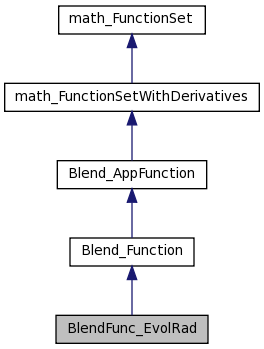 math_FunctionSet
math_FunctionSetWithDerivatives
Blend_AppFunction
Blend_Function
BlendFunc_EvolRad